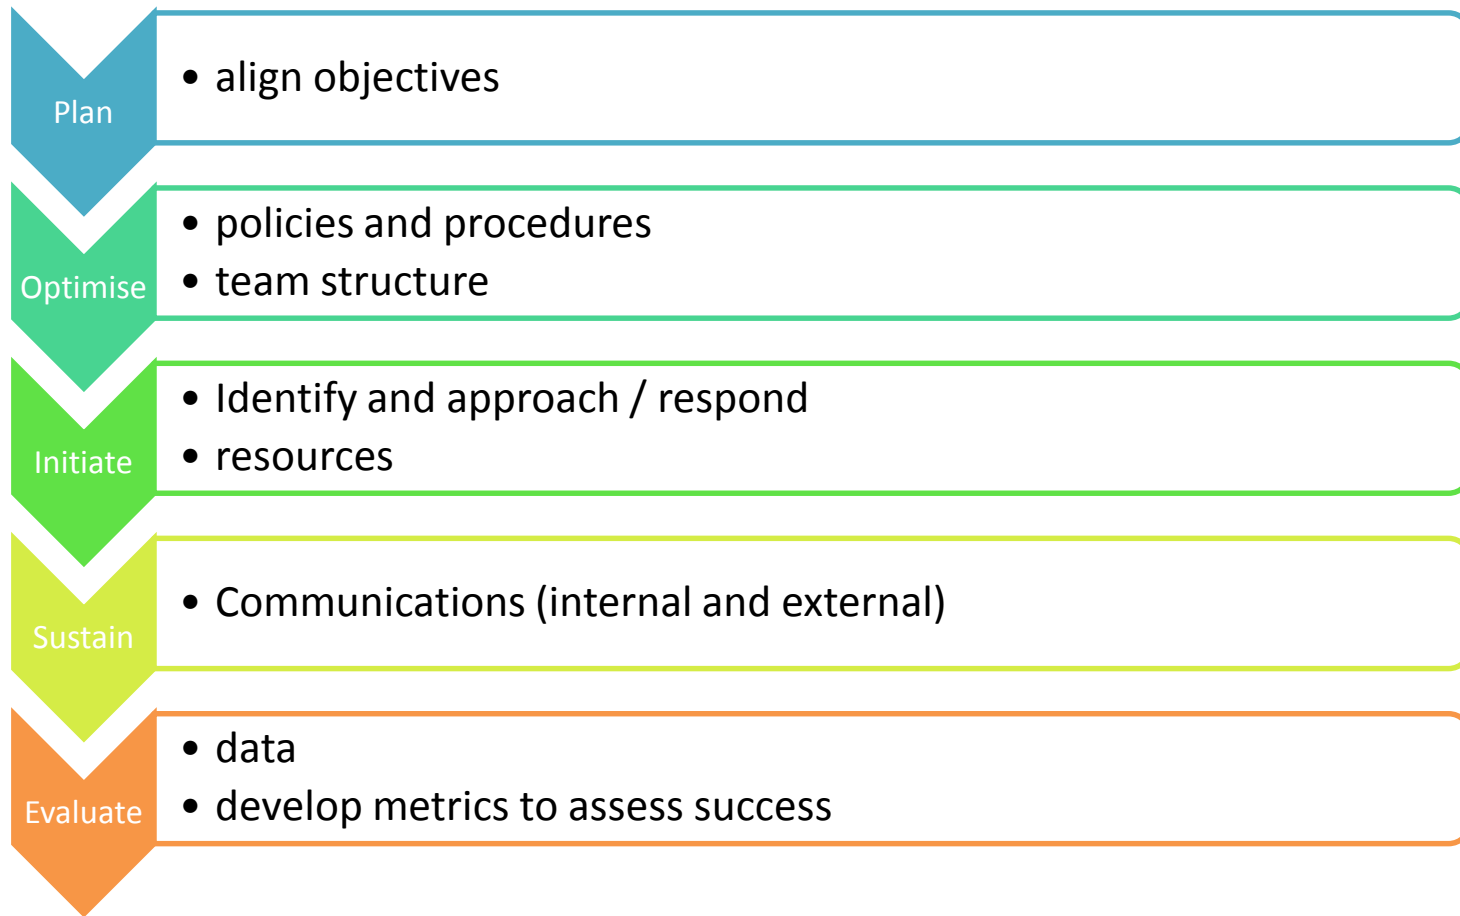 Plan
• align objectives
Optimise
• policies and procedures
• team structure
Initiate
• Identify and approach / respond
• resources
Sustain
• Communications (internal and external)
Evaluate
• data
• develop metrics to assess success